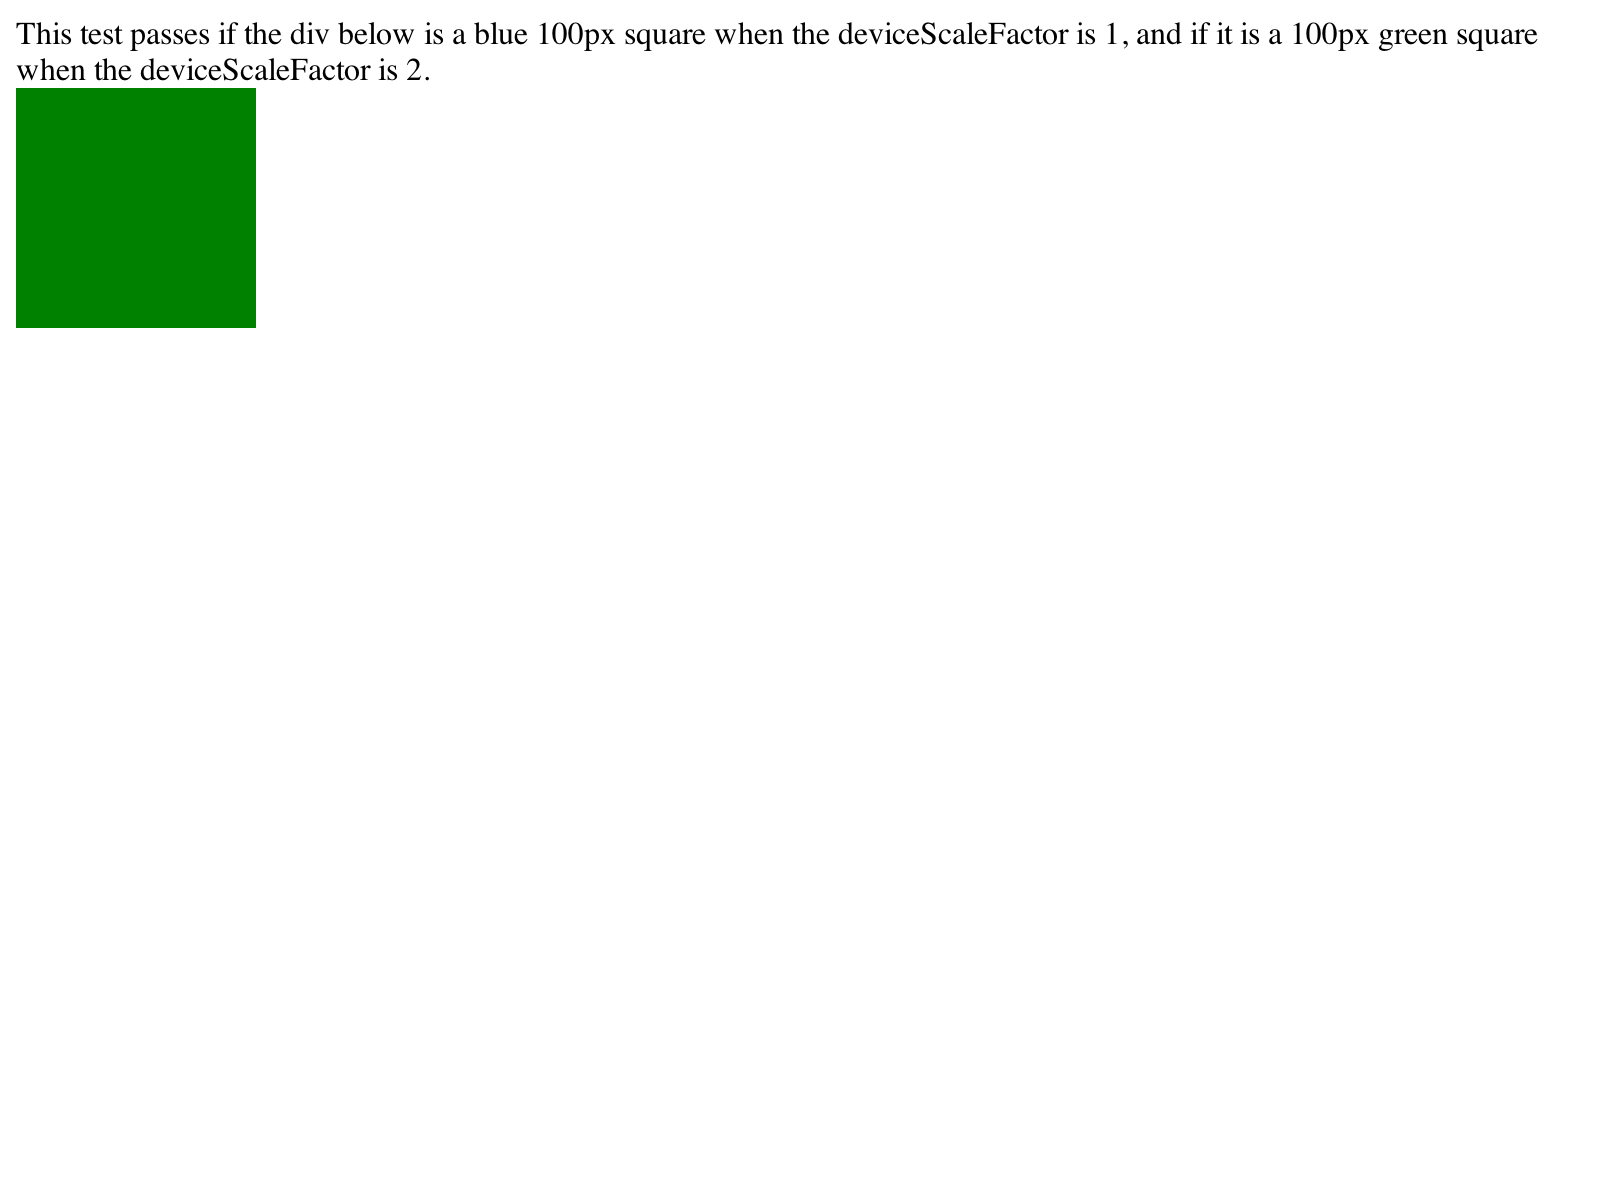 This test passes if the div below is a blue 100px square when the deviceScaleFactor is 1, and if it is a 100px green square
when the deviceScaleFactor is 2.